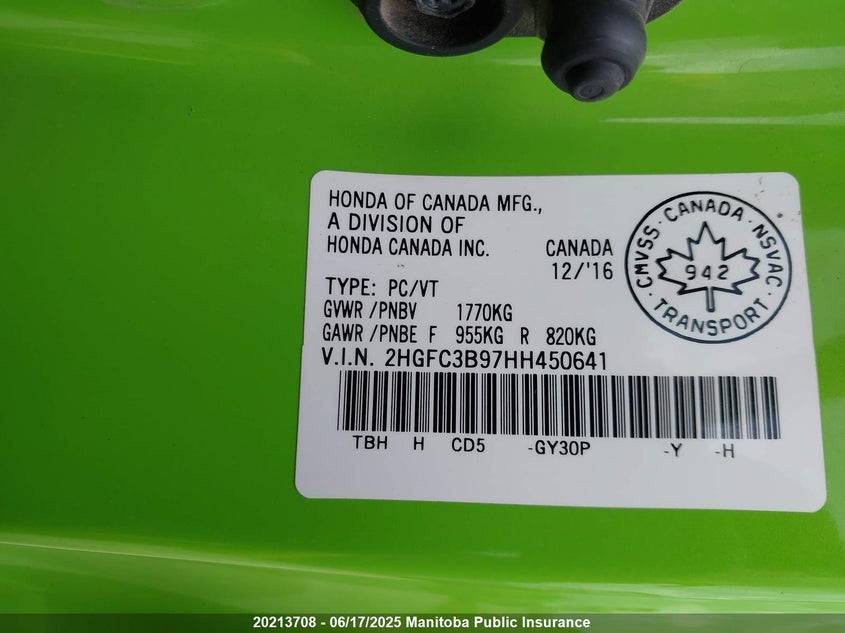 HONDA OF CANADA MFG.,
A DIVISION OF
HONDA CANADA INC. CANADA
12/'16
TYPE: PC/VT
GVWR /PNBV 1770KG
GAWR /PNBE F 955KG R 820KG
V.I.N. 2HGFC3B97HH450641
TBH H CD5 -GY30P -Y -H
CMVSS · CANADA · NSVAC ·
942
TRANSPORT ·
20213708 - 06/17/2025 Manitoba Public Insurance